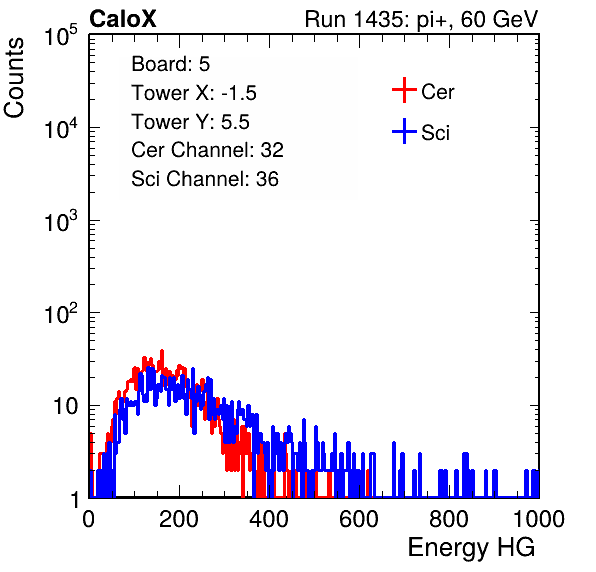 CaloX Run 1435: pi+, 60 GeV
Counts
Board: 5
Tower X: -1.5
Tower Y: 5.5
Cer Channel: 32
Sci Channel: 36
Cer
Sci
10^5
10^4
10^3
10^2
10
1
0 200 400 600 800 1000
Energy HG